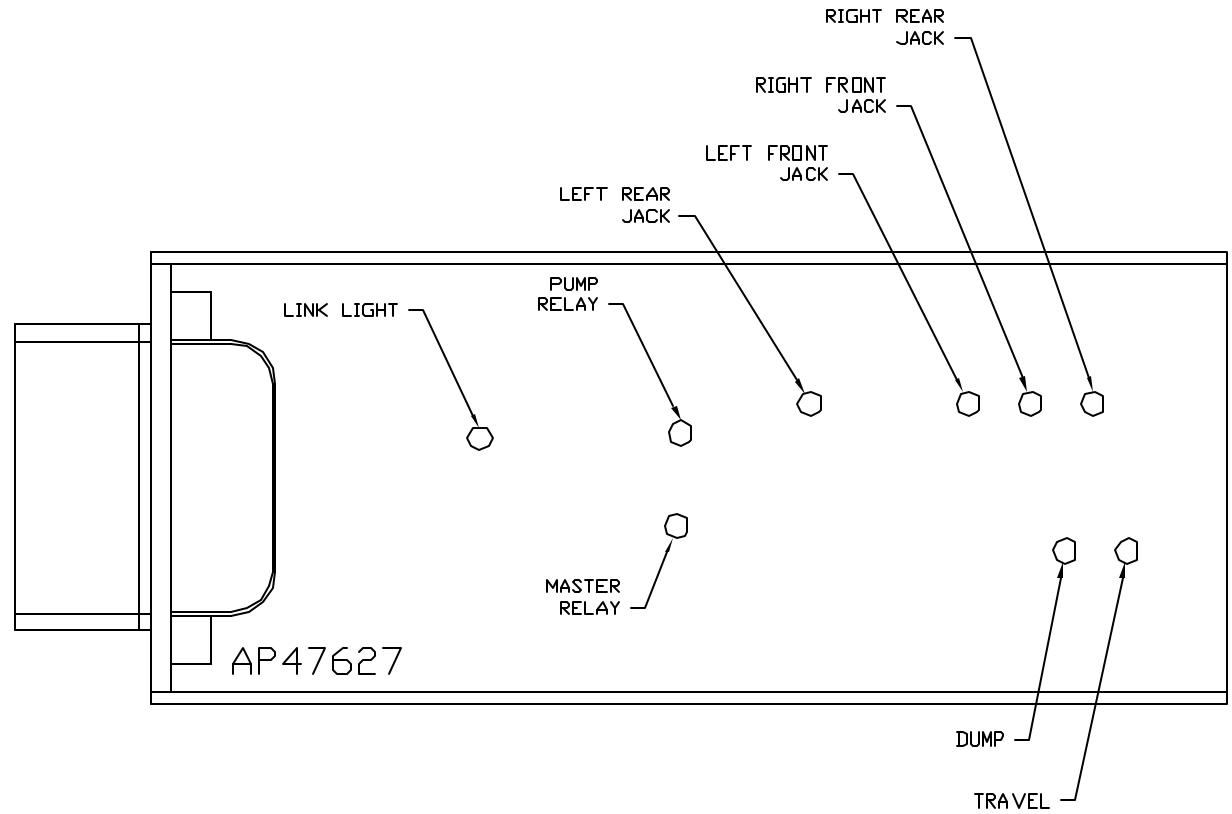 RIGHT REAR
JACK
RIGHT FRONT
JACK
LEFT FRONT
JACK
LEFT REAR
JACK
PUMP
RELAY
LINK LIGHT
MASTER
RELAY
AP47627
DUMP
TRAVEL